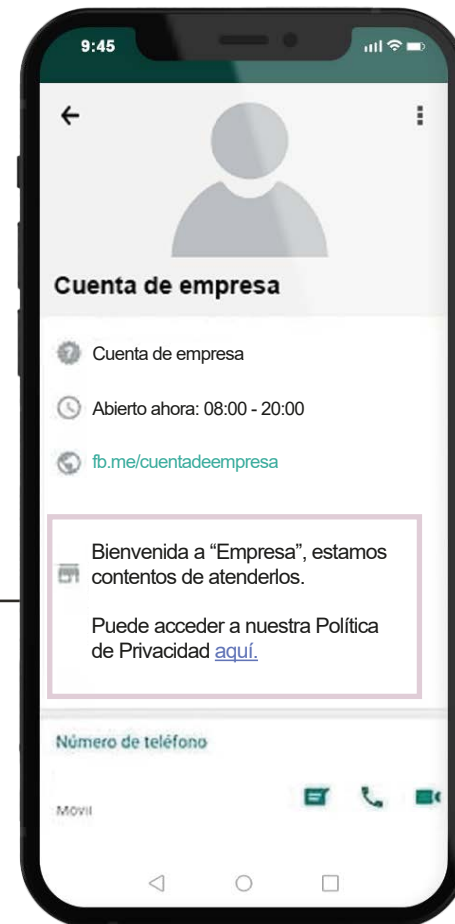 9:45
Cuenta de empresa
Cuenta de empresa
Abierto ahora: 08:00 - 20:00
fb.me/cuentadeempresa
Bienvenida a “Empresa”, estamos
contentos de atenderlos.
Puede acceder a nuestra Política
de Privacidad aquí.
Número de teléfono
Móvil